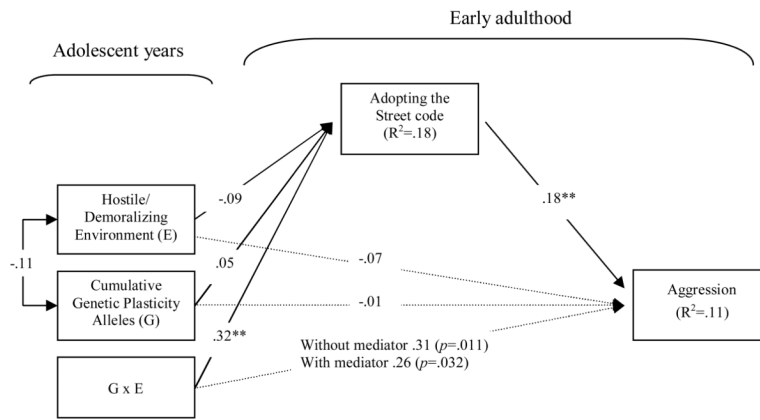 Early adulthood
Adolescent years
Adopting the
Street code
(R²=.18)
Hostile/
Demoralizing
Environment (E)
-.09
.18**
-.11
-.07
Cumulative
Genetic Plasticity
Alleles (G)
.05
-.01
Aggression
(R²=.11)
.32**
Without mediator .31 (p=.011)
With mediator .26 (p=.032)
G x E